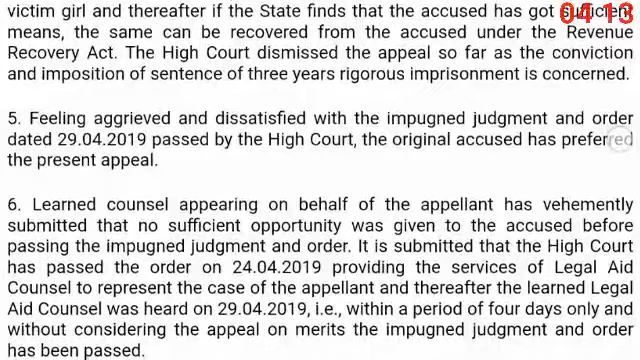 victim girl and thereafter if the State finds that the accused has got sufficient
04 13
means, the same can be recovered from the accused under the Revenue
Recovery Act. The High Court dismissed the appeal so far as the conviction
and imposition of sentence of three years rigorous imprisonment is concerned.
5. Feeling aggrieved and dissatisfied with the impugned judgment and order
dated 29.04.2019 passed by the High Court, the original accused has preferred
the present appeal.
6. Learned counsel appearing on behalf of the appellant has vehemently
submitted that no sufficient opportunity was given to the accused before
passing the impugned judgment and order. It is submitted that the High Court
has passed the order on 24.04.2019 providing the services of Legal Aid
Counsel to represent the case of the appellant and thereafter the learned Legal
Aid Counsel was heard on 29.04.2019, i.e., within a period of four days only and
without considering the appeal on merits the impugned judgment and order
has been passed.